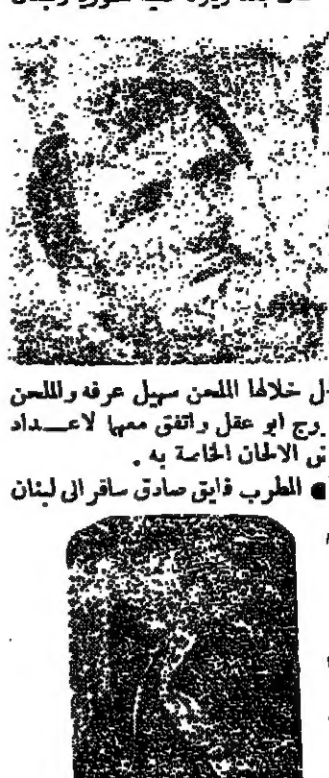 ل خلالها الملحن سهيل عرفه والملحن
رج ابو عقل واتفق معهما لاعـــداد
ض الالحان الخاصة به .
● المطرب فايق صادق سافر الى لبنان